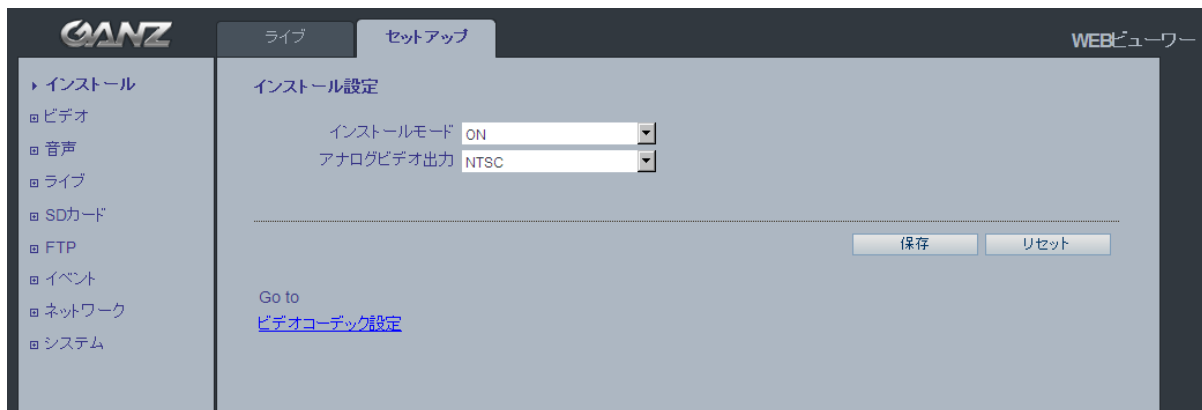 GANZ
ライブ
セットアップ
WEBビューワー
インストール
ビデオ
音声
ライブ
SDカード
FTP
イベント
ネットワーク
システム
インストール設定
インストールモード ON
アナログビデオ出力 NTSC
保存
リセット
Go to
ビデオコーデック設定